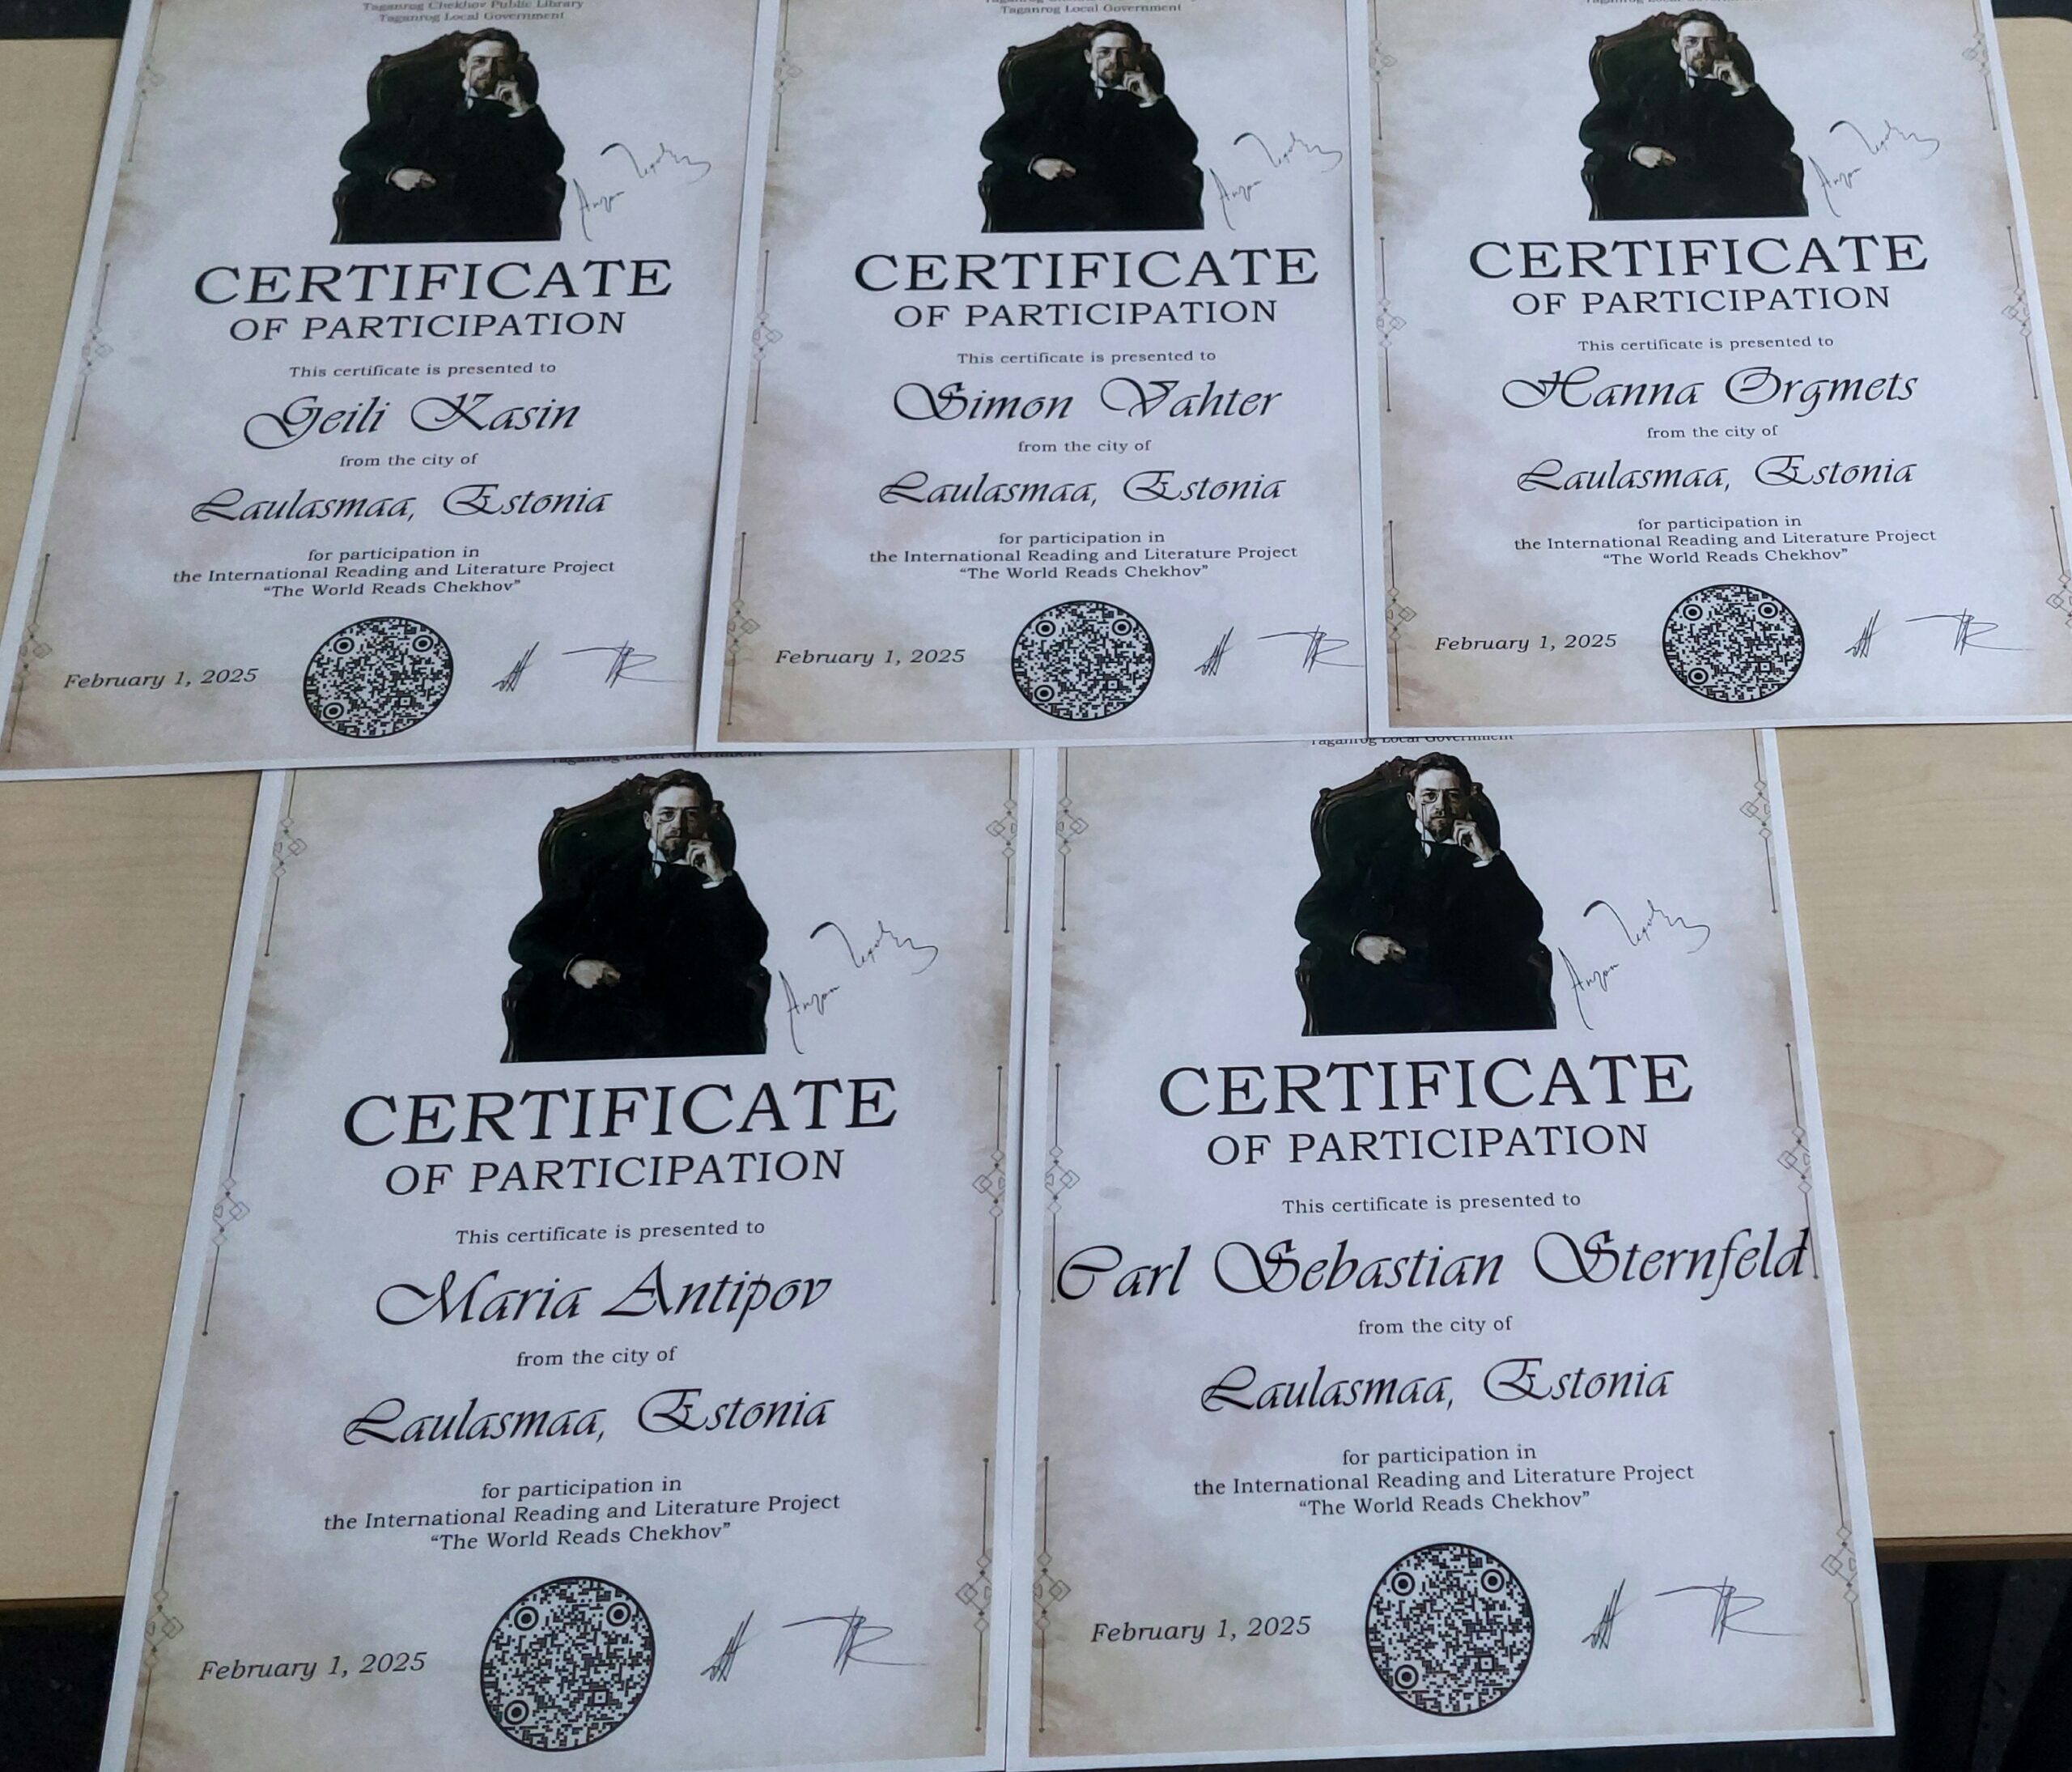 Taganrog Chekhov Public Library
Taganrog Local Government
CERTIFICATE
OF PARTICIPATION
This certificate is presented to
Geili Kasin
from the city of
Laulasmaa, Estonia
for participation in
the International Reading and Literature Project
“The World Reads Chekhov”
February 1, 2025
Taganrog Local Government
CERTIFICATE
OF PARTICIPATION
This certificate is presented to
Simon Vahter
from the city of
Laulasmaa, Estonia
for participation in
the International Reading and Literature Project
“The World Reads Chekhov”
February 1, 2025
Taganrog Local
CERTIFICATE
OF PARTICIPATION
This certificate is presented to
Hanna Orgmets
from the city of
Laulasmaa, Estonia
for participation in
the International Reading and Literature Project
“The World Reads Chekhov”
February 1, 2025
Taganrog Local Government
CERTIFICATE
OF PARTICIPATION
This certificate is presented to
Maria Antipov
from the city of
Laulasmaa, Estonia
for participation in
the International Reading and Literature Project
“The World Reads Chekhov”
February 1, 2025
Taganrog Local Government
CERTIFICATE
OF PARTICIPATION
This certificate is presented to
Carl Sebastian Sternfeld
from the city of
Laulasmaa, Estonia
for participation in
the International Reading and Literature Project
“The World Reads Chekhov”
February 1, 2025